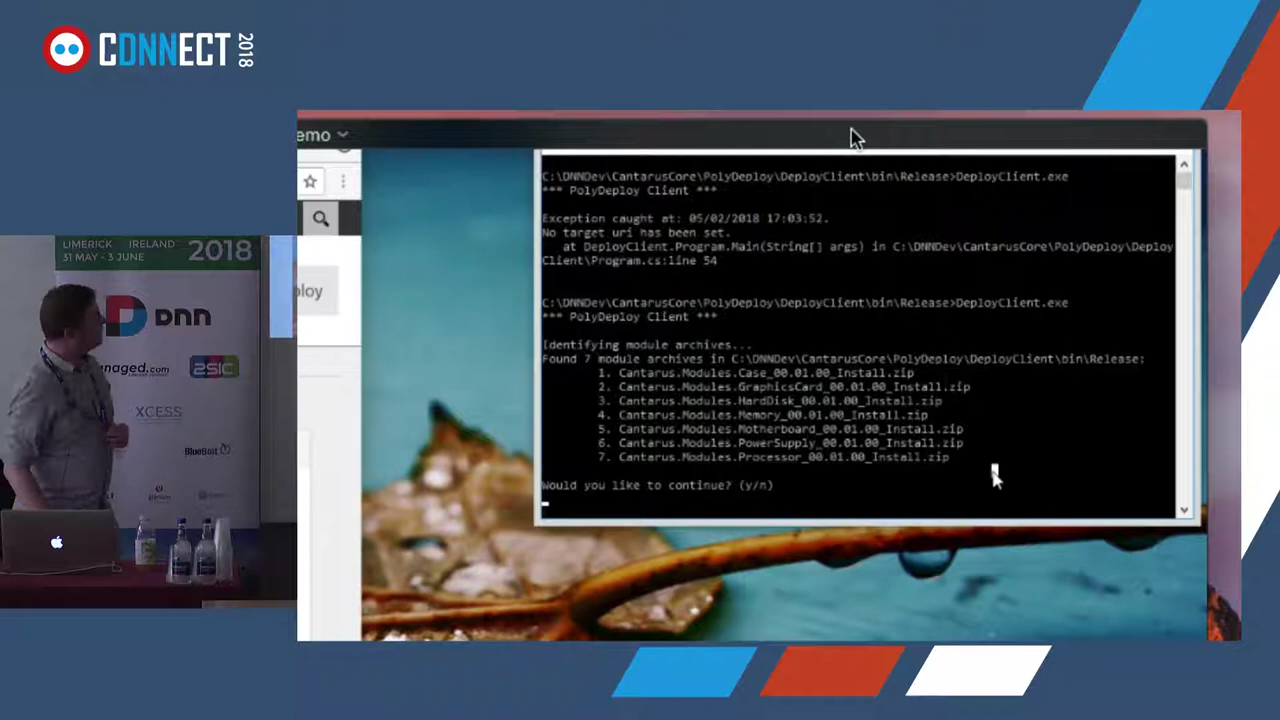 CDNNECT 2018
emo
C:\DNNDev\CantarusCore\PolyDeploy\DeployClient\bin\Release>DeployClient.exe
*** PolyDeploy Client ***
Exception caught at: 05/02/2018 17:03:52.
No target uri has been set.
at DeployClient.Program.Main(String[] args) in C:\DNNDev\CantarusCore\PolyDeploy\Deploy
Client\Program.cs:line 54
C:\DNNDev\CantarusCore\PolyDeploy\DeployClient\bin\Release>DeployClient.exe
*** PolyDeploy Client ***
Identifying module archives...
Found 7 module archives in C:\DNNDev\CantarusCore\PolyDeploy\DeployClient\bin\Release:
1. Cantarus.Modules.Case_00.01.00_Install.zip
2. Cantarus.Modules.GraphicsCard_00.01.00_Install.zip
3. Cantarus.Modules.HardDisk_00.01.00_Install.zip
4. Cantarus.Modules.Memory_00.01.00_Install.zip
5. Cantarus.Modules.Motherboard_00.01.00_Install.zip
6. Cantarus.Modules.PowerSupply_00.01.00_Install.zip
7. Cantarus.Modules.Processor_00.01.00_Install.zip
Would you like to continue? (y/n)
ploy
LIMERICK IRELAND
31 MAY - 3 JUNE 2018
DNN
anaged.com
2SIC
XCESS
BlueBolt